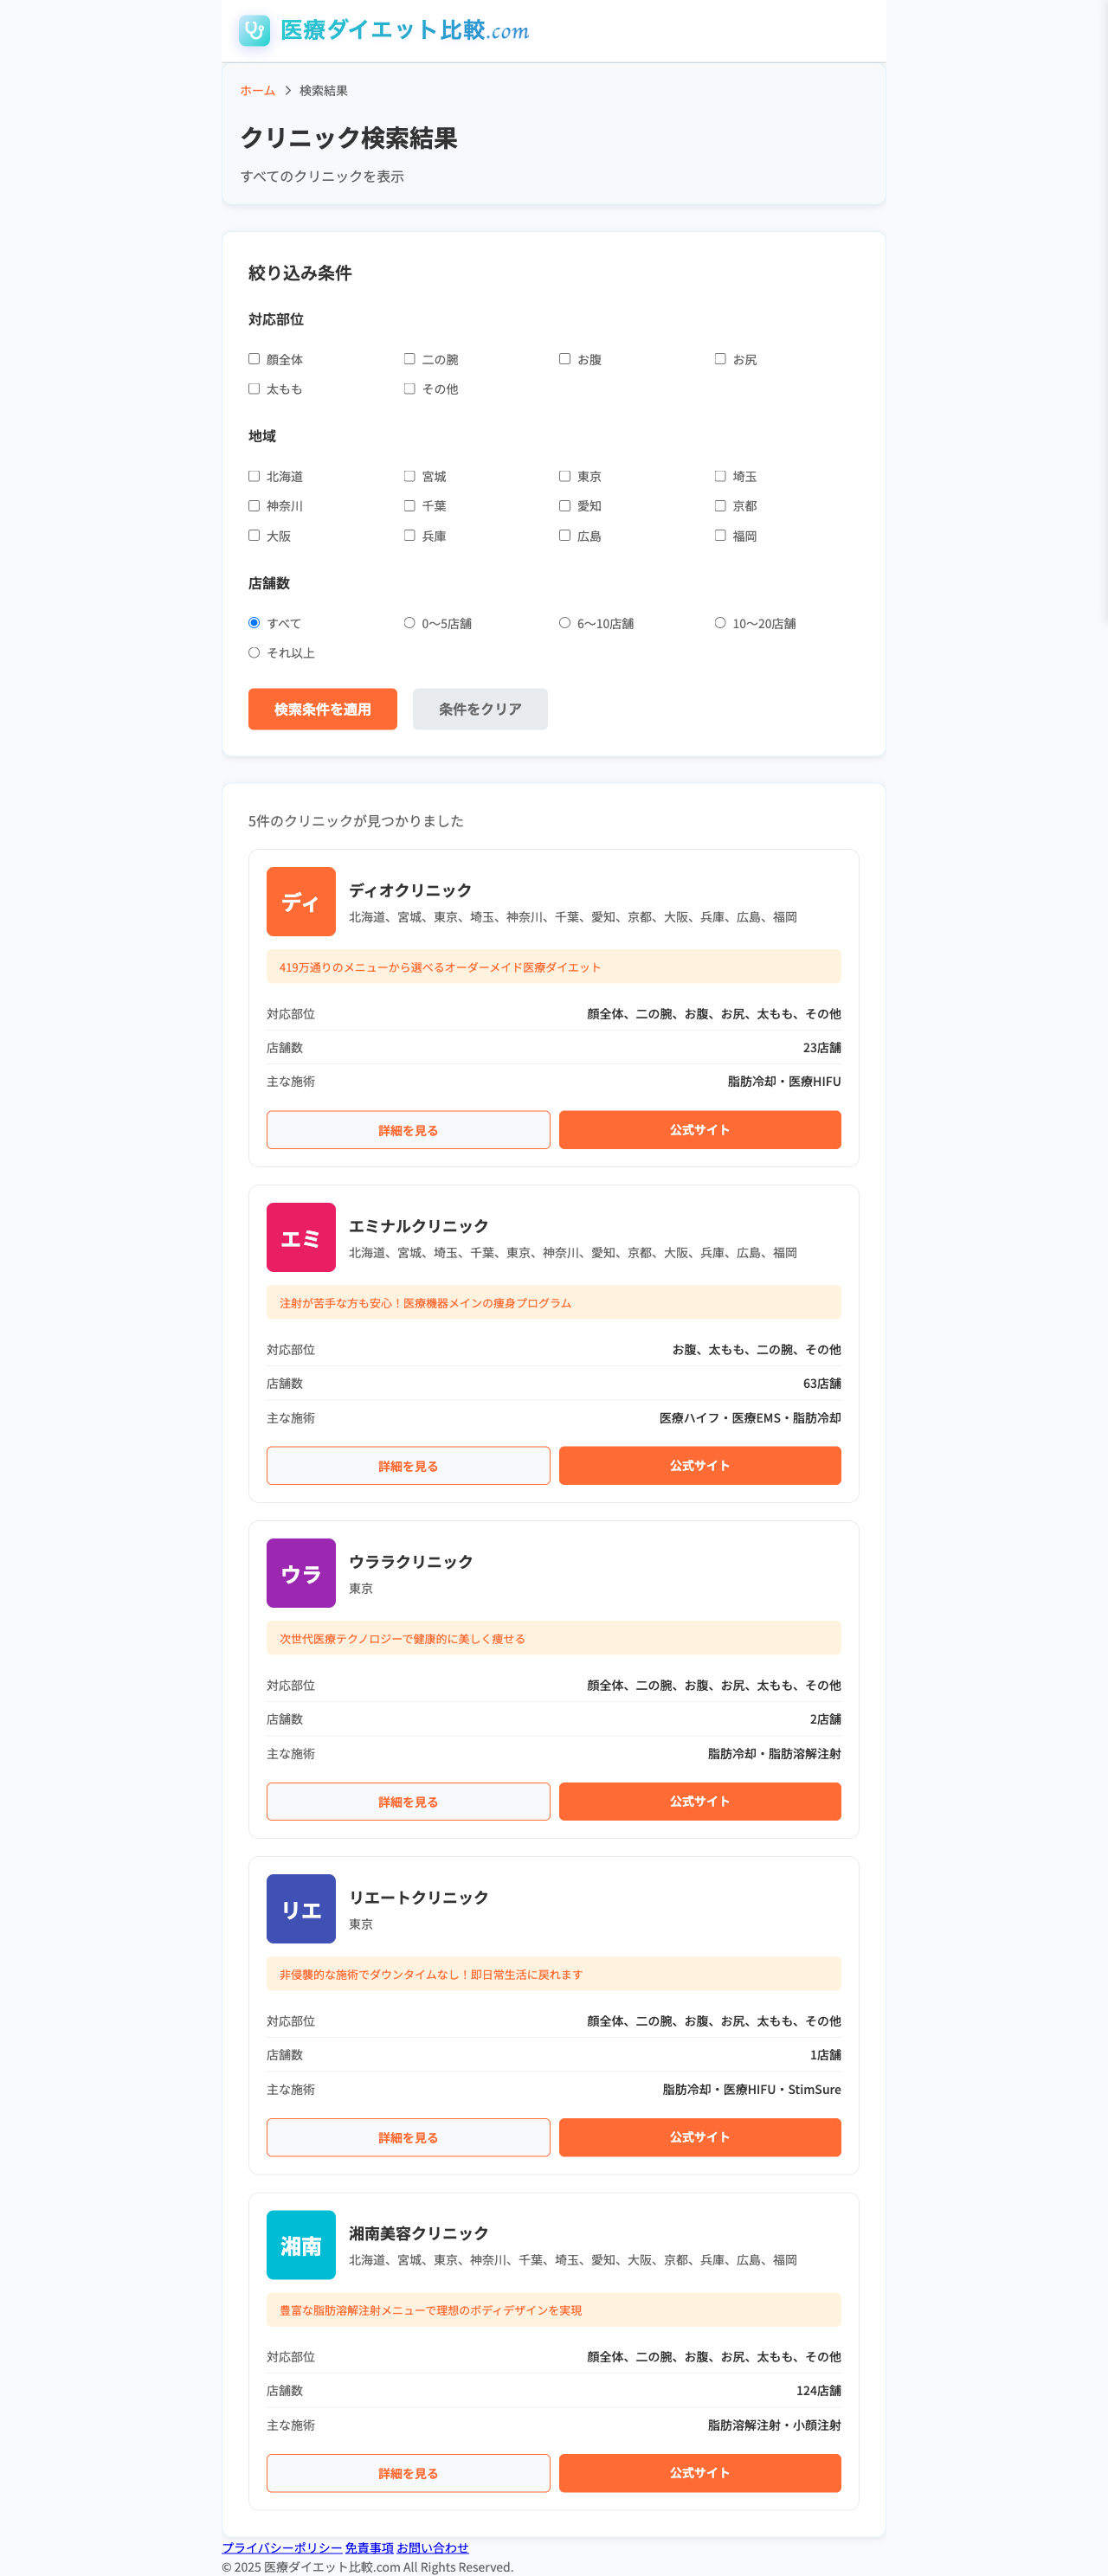 医療ダイエット比較.com
ホーム > 検索結果
クリニック検索結果
すべてのクリニックを表示
絞り込み条件
対応部位
顔全体 二の腕 お腹 お尻
太もも その他
地域
北海道 宮城 東京 埼玉
神奈川 千葉 愛知 京都
大阪 兵庫 広島 福岡
店舗数
すべて 0〜5店舗 6〜10店舗 10〜20店舗
それ以上
検索条件を適用 条件をクリア
5件のクリニックが見つかりました
ディ
ディオクリニック
北海道、宮城、東京、埼玉、神奈川、千葉、愛知、京都、大阪、兵庫、広島、福岡
419万通りのメニューから選べるオーダーメイド医療ダイエット
対応部位 顔全体、二の腕、お腹、お尻、太もも、その他
店舗数 23店舗
主な施術 脂肪冷却・医療HIFU
詳細を見る 公式サイト
エミ
エミナルクリニック
北海道、宮城、埼玉、千葉、東京、神奈川、愛知、京都、大阪、兵庫、広島、福岡
注射が苦手な方も安心！医療機器メインの痩身プログラム
対応部位 お腹、太もも、二の腕、その他
店舗数 63店舗
主な施術 医療ハイフ・医療EMS・脂肪冷却
詳細を見る 公式サイト
ウラ
ウララクリニック
東京
次世代医療テクノロジーで健康的に美しく痩せる
対応部位 顔全体、二の腕、お腹、お尻、太もも、その他
店舗数 2店舗
主な施術 脂肪冷却・脂肪溶解注射
詳細を見る 公式サイト
リエ
リエートクリニック
東京
非侵襲的な施術でダウンタイムなし！即日常生活に戻れます
対応部位 顔全体、二の腕、お腹、お尻、太もも、その他
店舗数 1店舗
主な施術 脂肪冷却・医療HIFU・StimSure
詳細を見る 公式サイト
湘南
湘南美容クリニック
北海道、宮城、東京、神奈川、千葉、埼玉、愛知、大阪、京都、兵庫、広島、福岡
豊富な脂肪溶解注射メニューで理想のボディデザインを実現
対応部位 顔全体、二の腕、お腹、お尻、太もも、その他
店舗数 124店舗
主な施術 脂肪溶解注射・小顔注射
詳細を見る 公式サイト
プライバシーポリシー 免責事項 お問い合わせ
© 2025 医療ダイエット比較.com All Rights Reserved.